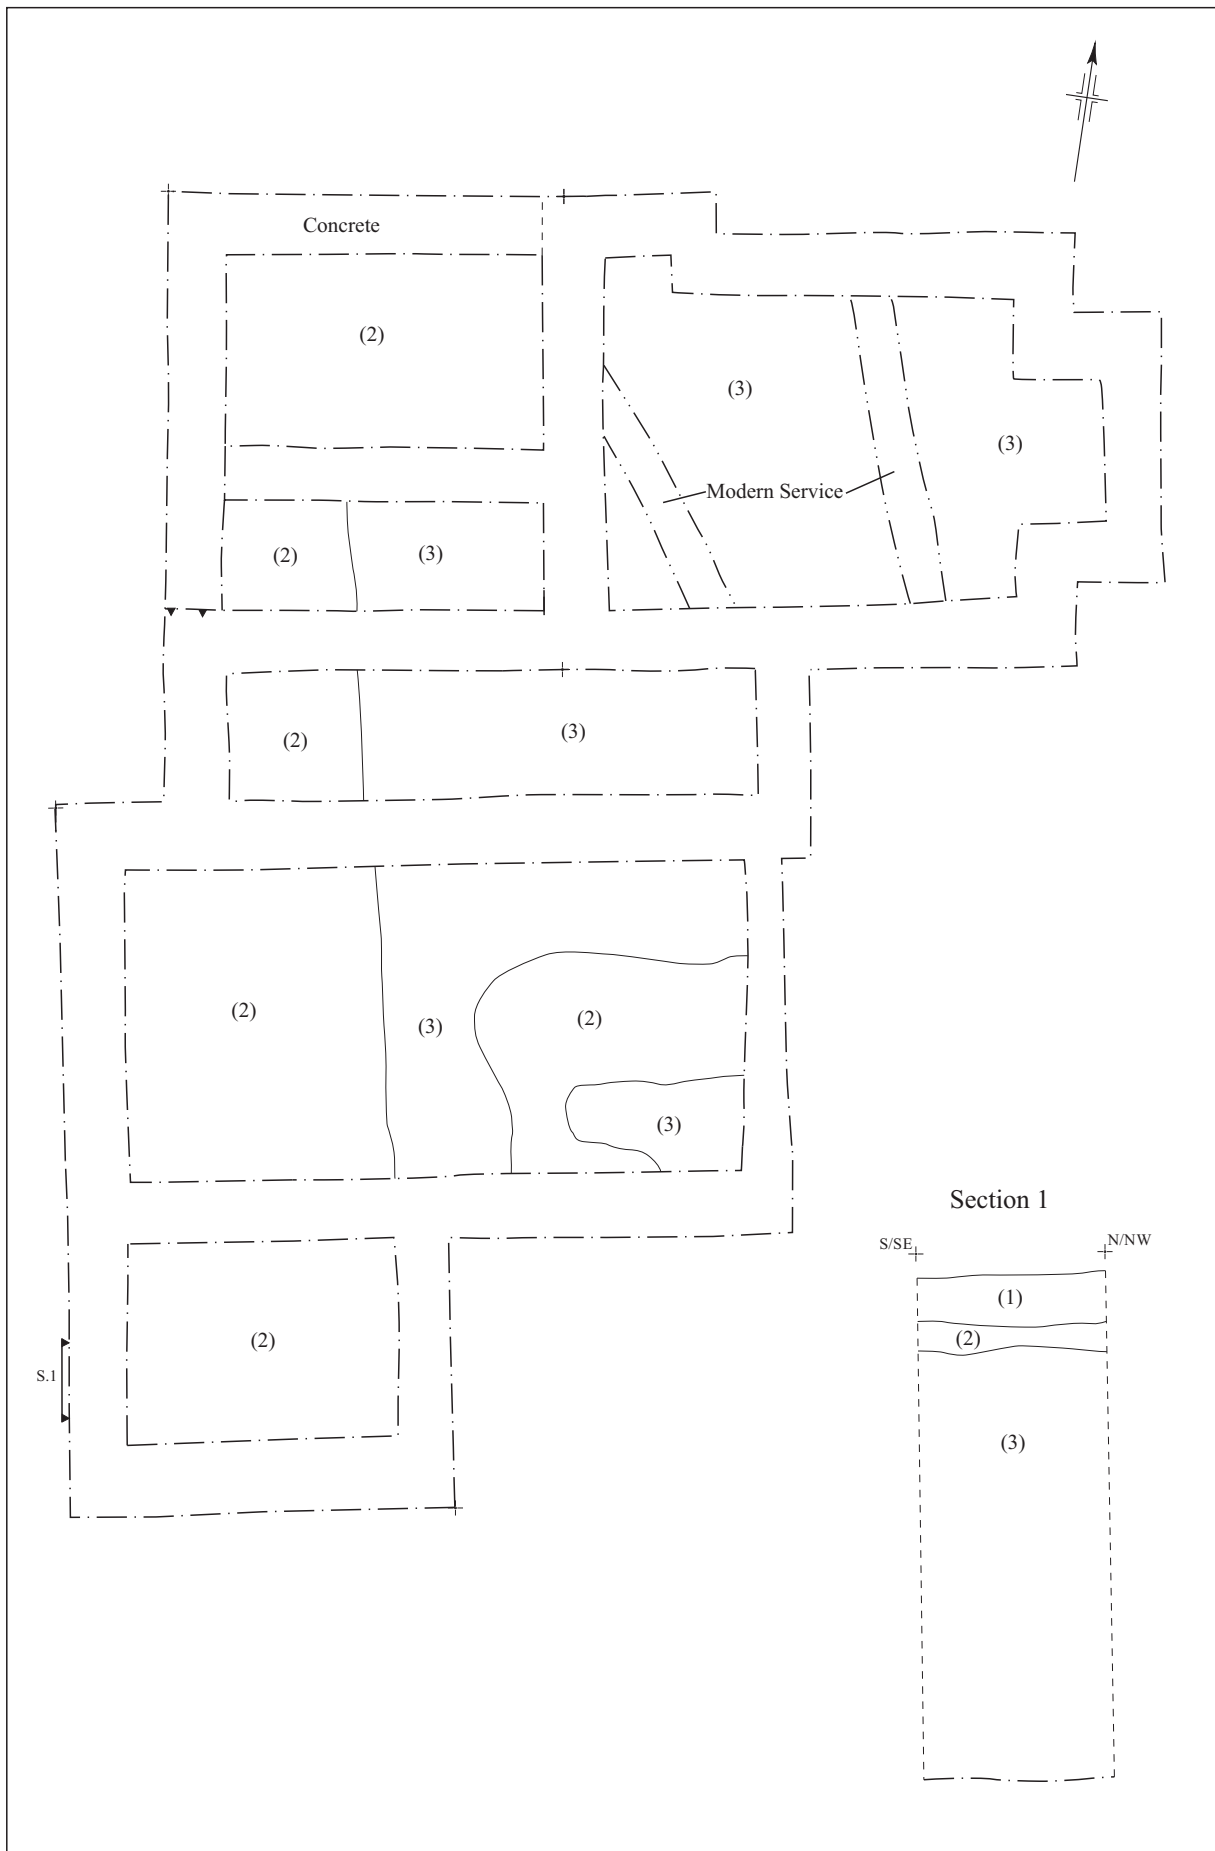 Concrete
(2)
(3)
(3)
Modern Service
(2)
(3)
(2)
(3)
(2)
(3)
(2)
(3)
Section 1
S/SE
N/NW
(1)
(2)
(3)
(2)
S.1